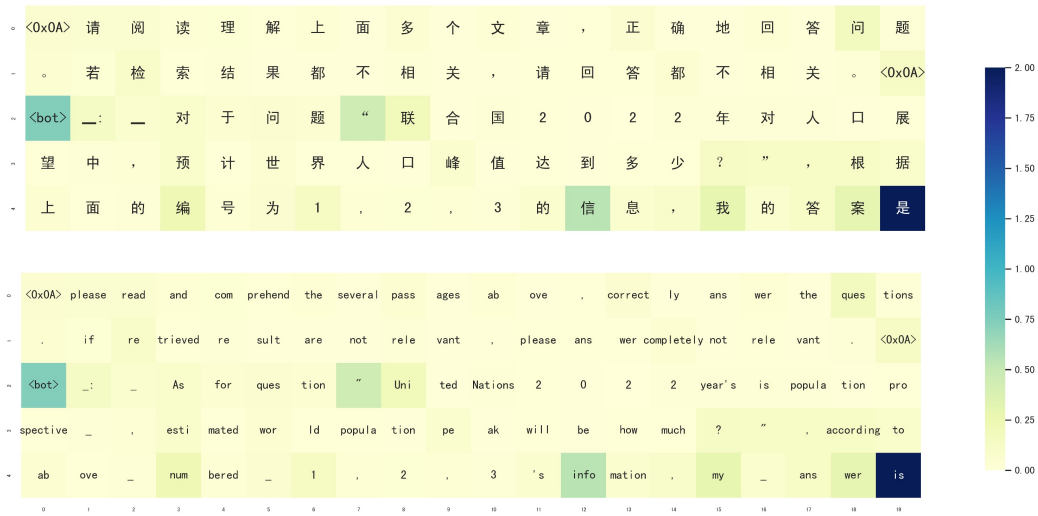 <0x0A> 请 阅 读 理 解 上 面 多 个 文 章 , 正 确 地 回 答 问 题
。 若 检 索 结 果 都 不 相 关 , 请 回 答 都 不 相 关 。 <0x0A>
<bot> _: _ 对 于 问 题 “ 联 合 国 2 0 2 2 年 对 人 口 展
望 中 , 预 计 世 界 人 口 峰 值 达 到 多 少 ? ” , 根 据
上 面 的 编 号 为 1 , 2 , 3 的 信 息 , 我 的 答 案 是
2.00
1.75
1.50
1.25
1.00
0.75
0.50
0.25
0.00
<0x0A> please read and com prehend the several pass ages ab ove , correct ly ans wer the ques tions
. if re trieved re sult are not rele vant , please ans wer completely not rele vant . <0x0A>
<bot> _: _ As for ques tion " Uni ted Nations 2 0 2 2 year's is popula tion pro
spective _ , esti mated wor ld popula tion pe ak will be how much ? " , according to
ab ove _ num bered _ 1 , 2 , 3 's info mation , my _ ans wer is
0 1 2 3 4 5 6 7 8 9 10 11 12 13 14 15 16 17 18 19